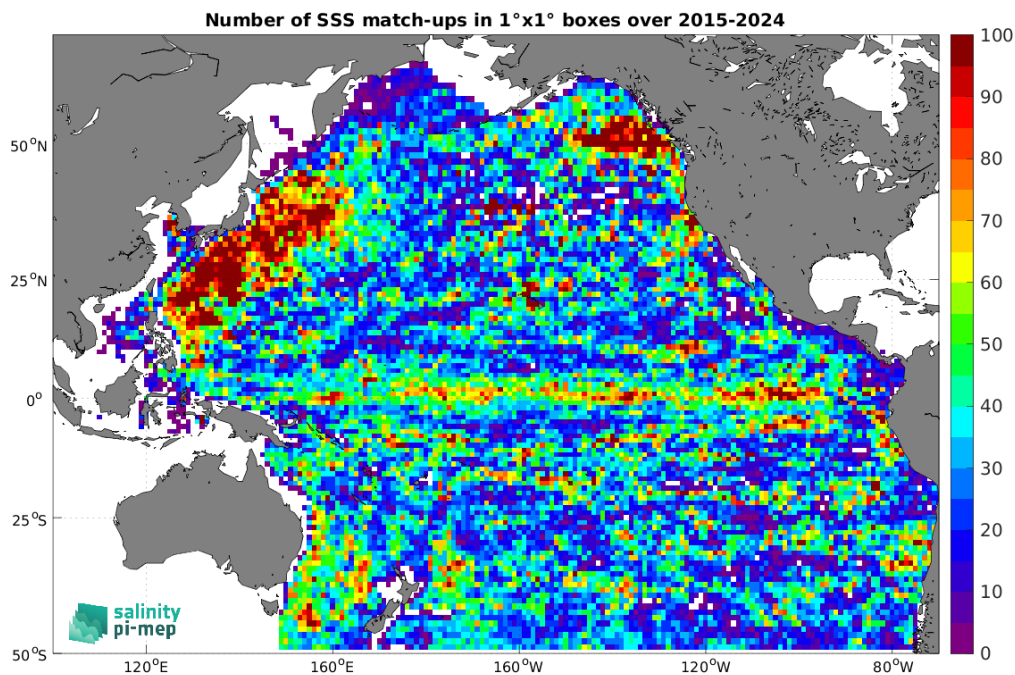 Number of SSS match-ups in 1°x1° boxes over 2015-2024
100
90
80
70
60
50
40
30
20
10
0
50°N
25°N
0°
25°S
50°S
120°E
160°E
160°W
120°W
80°W
salinity
pi-mep